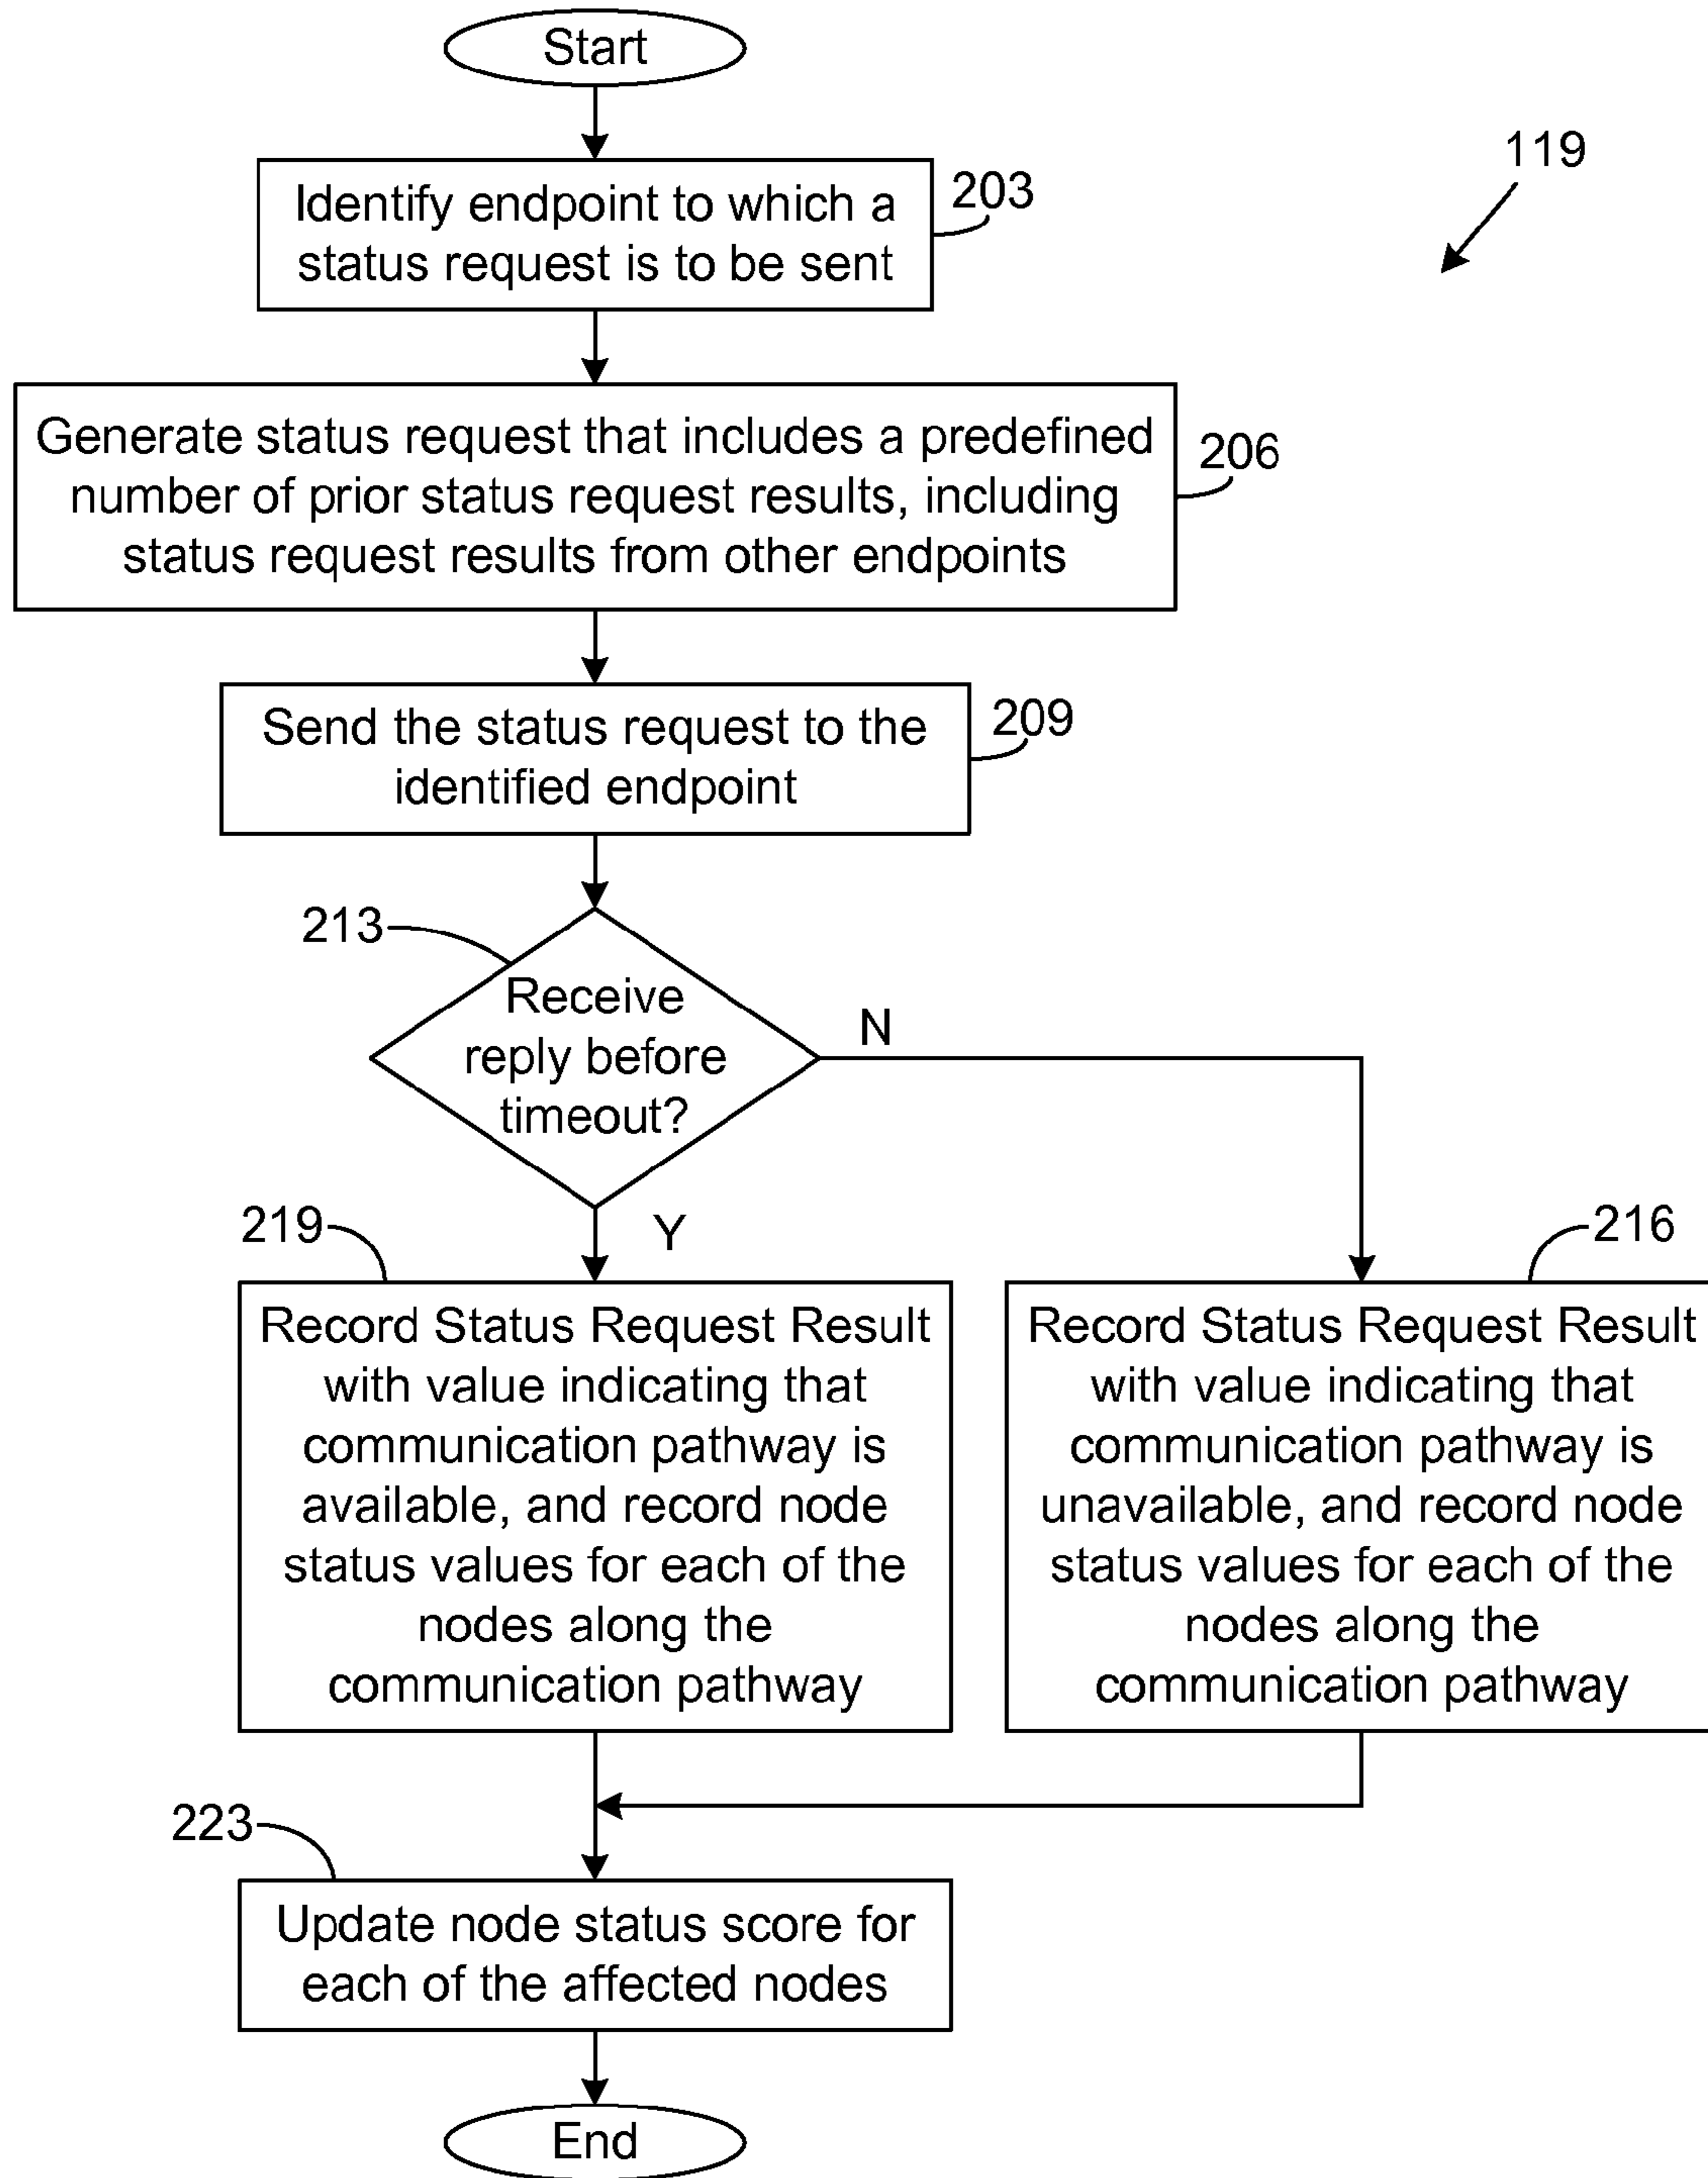 Start
119
Identify endpoint to which a
status request is to be sent
203
Generate status request that includes a predefined
number of prior status request results, including
status request results from other endpoints
206
Send the status request to the
identified endpoint
209
213
Receive
reply before
timeout?
N
Y
219
Record Status Request Result
with value indicating that
communication pathway is
available, and record node
status values for each of the
nodes along the
communication pathway
216
Record Status Request Result
with value indicating that
communication pathway is
unavailable, and record node
status values for each of the
nodes along the
communication pathway
223
Update node status score for
each of the affected nodes
End